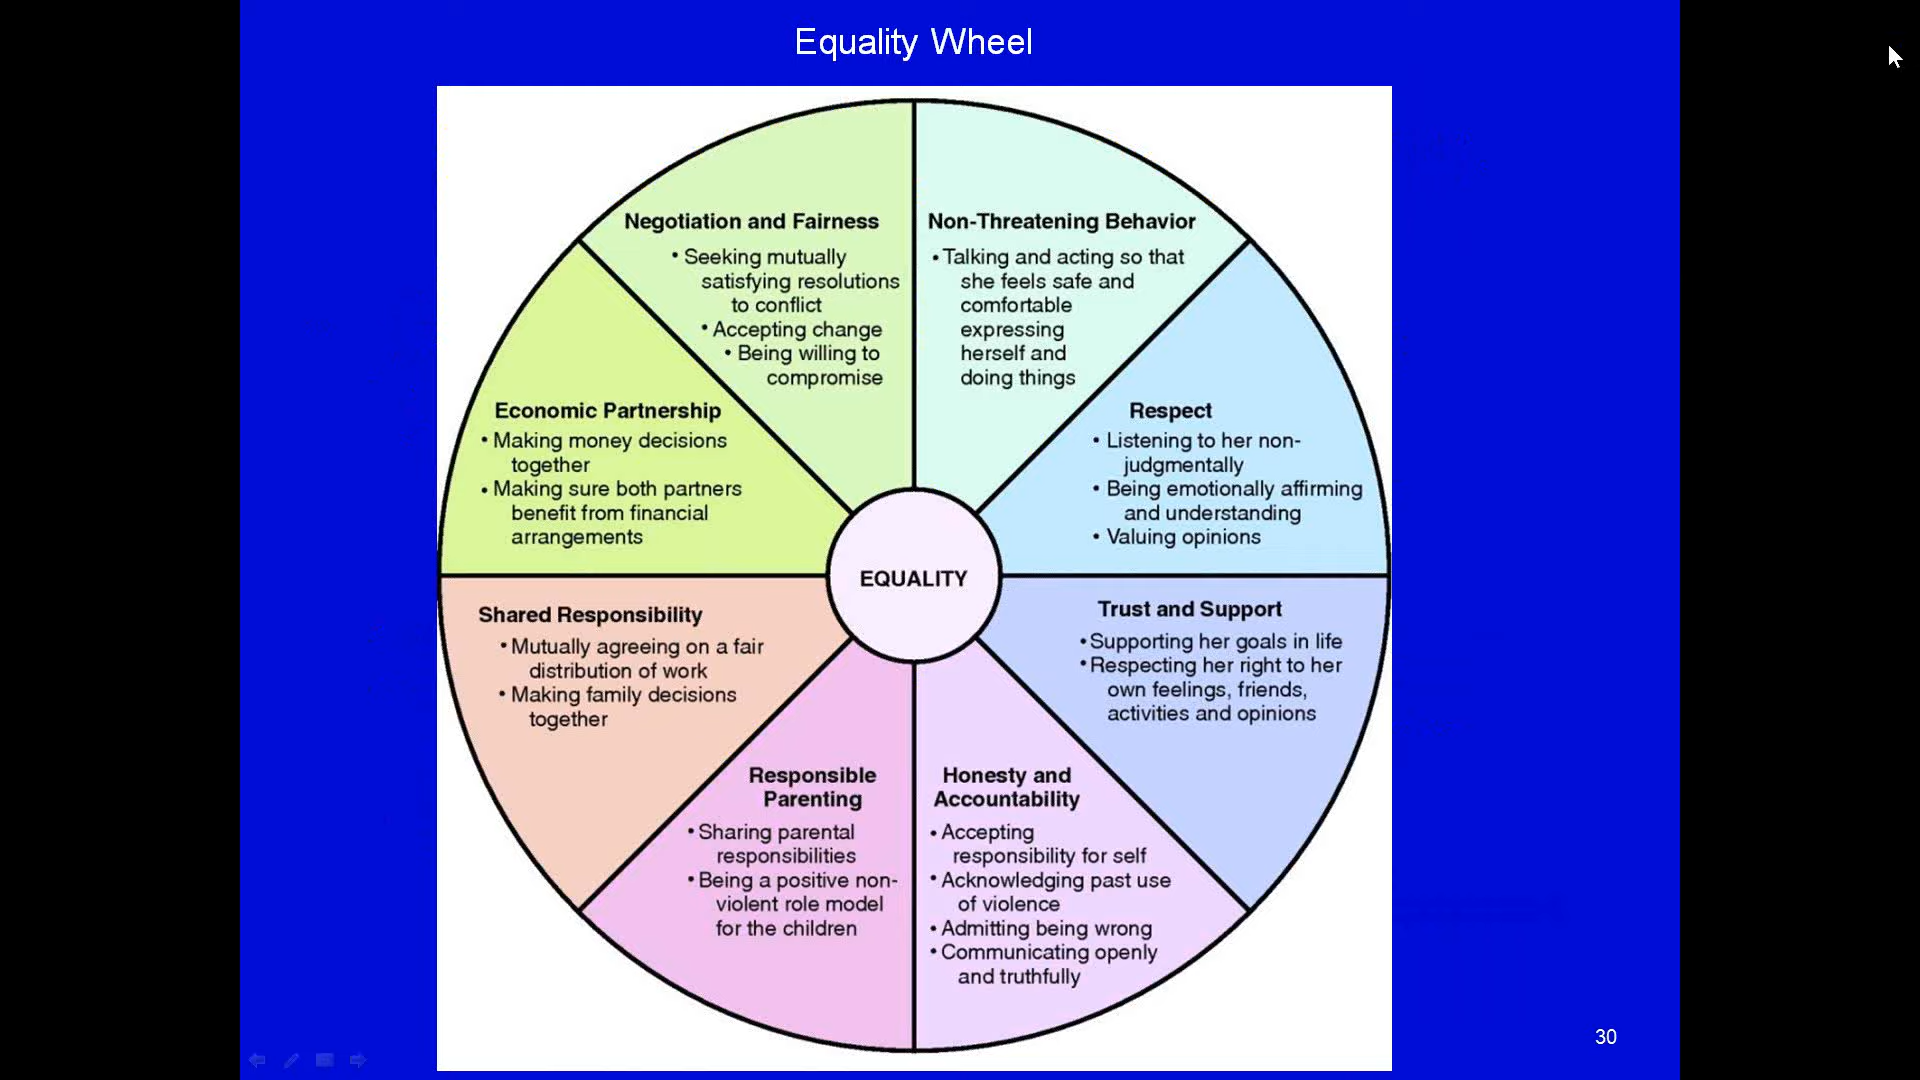 Equality Wheel
Negotiation and Fairness
• Seeking mutually
satisfying resolutions
to conflict
• Accepting change
• Being willing to
compromise
Non-Threatening Behavior
• Talking and acting so that
she feels safe and
comfortable
expressing
herself and
doing things
Economic Partnership
• Making money decisions
together
• Making sure both partners
benefit from financial
arrangements
Respect
• Listening to her non-
judgmentally
• Being emotionally affirming
and understanding
• Valuing opinions
EQUALITY
Shared Responsibility
• Mutually agreeing on a fair
distribution of work
• Making family decisions
together
Trust and Support
• Supporting her goals in life
• Respecting her right to her
own feelings, friends,
activities and opinions
Responsible
Parenting
• Sharing parental
responsibilities
• Being a positive non-
violent role model
for the children
Honesty and
Accountability
• Accepting
responsibility for self
• Acknowledging past use
of violence
• Admitting being wrong
• Communicating openly
and truthfully
30